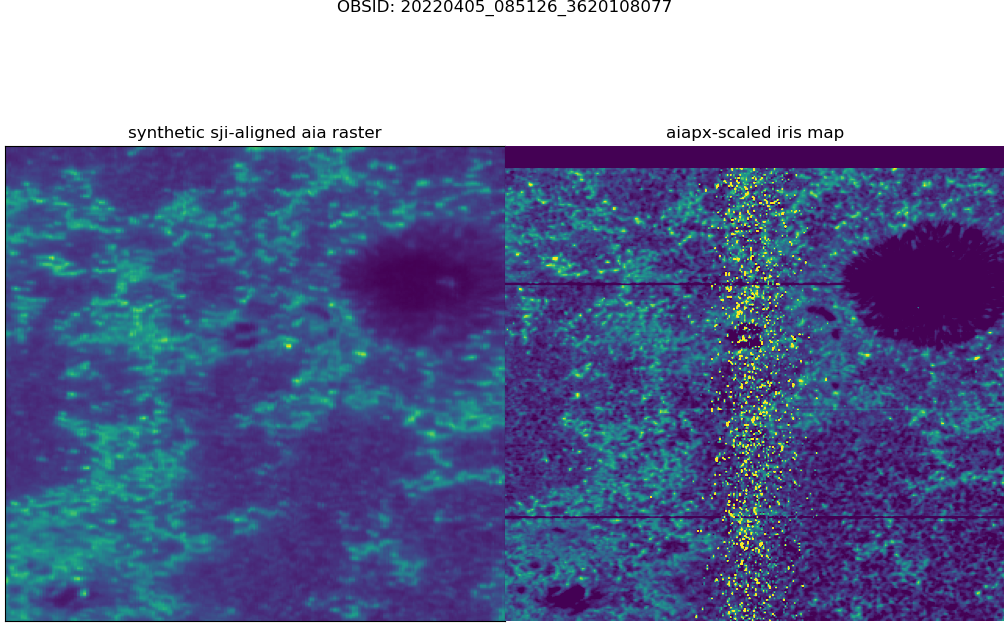 OBSID: 20220405_085126_3620108077
synthetic sji-aligned aia raster
aiapx-scaled iris map